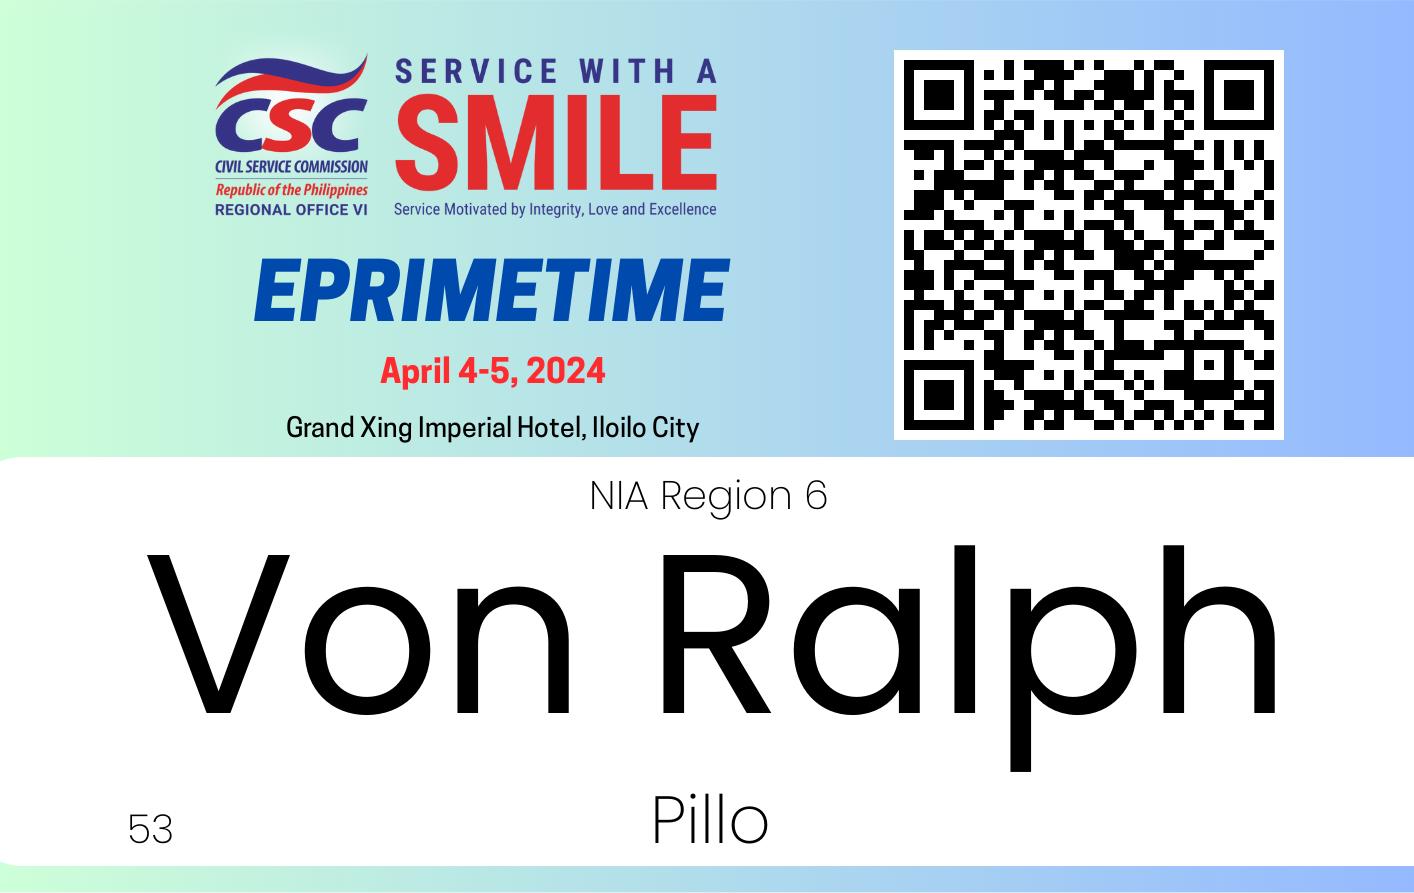 CSC
CIVIL SERVICE COMMISSION
Republic of the Philippines
REGIONAL OFFICE VI
SERVICE WITH A
SMILE
Service Motivated by Integrity, Love and Excellence
EPRIMETIME
April 4-5, 2024
Grand Xing Imperial Hotel, Iloilo City
NIA Region 6
Von Ralph
Pillo
53